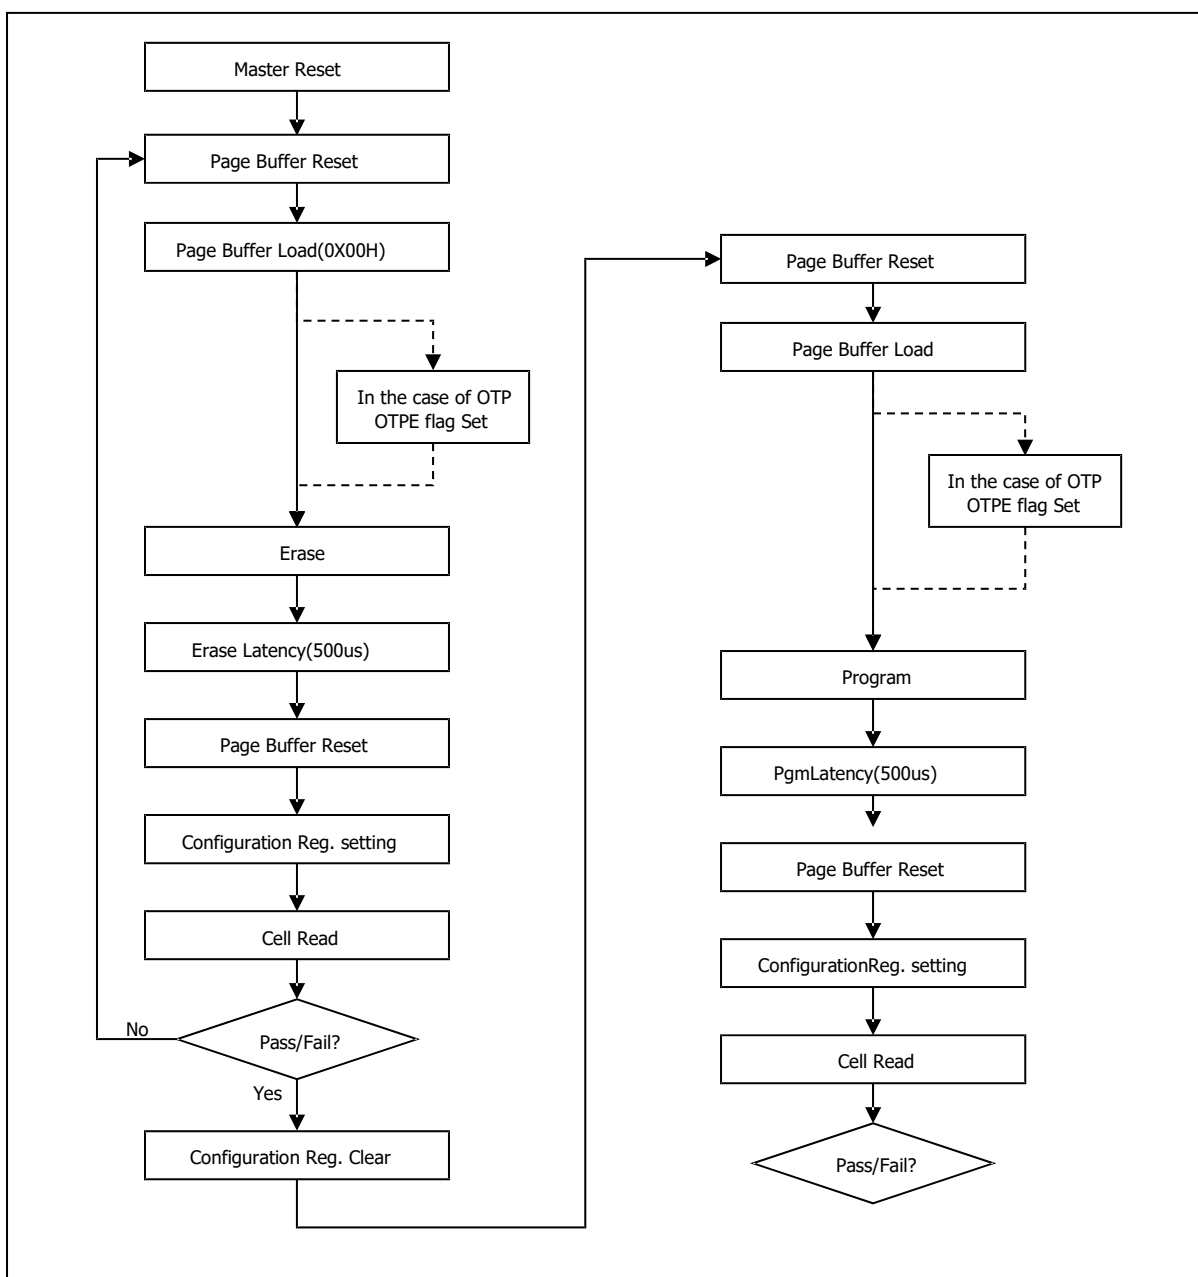 Master Reset
Page Buffer Reset
Page Buffer Load(0X00H)
In the case of OTP
OTPE flag Set
Erase
Erase Latency(500us)
Page Buffer Reset
Configuration Reg. setting
Cell Read
Pass/Fail?
No
Yes
Configuration Reg. Clear
Page Buffer Reset
Page Buffer Load
In the case of OTP
OTPE flag Set
Program
PgmLatency(500us)
Page Buffer Reset
ConfigurationReg. setting
Cell Read
Pass/Fail?